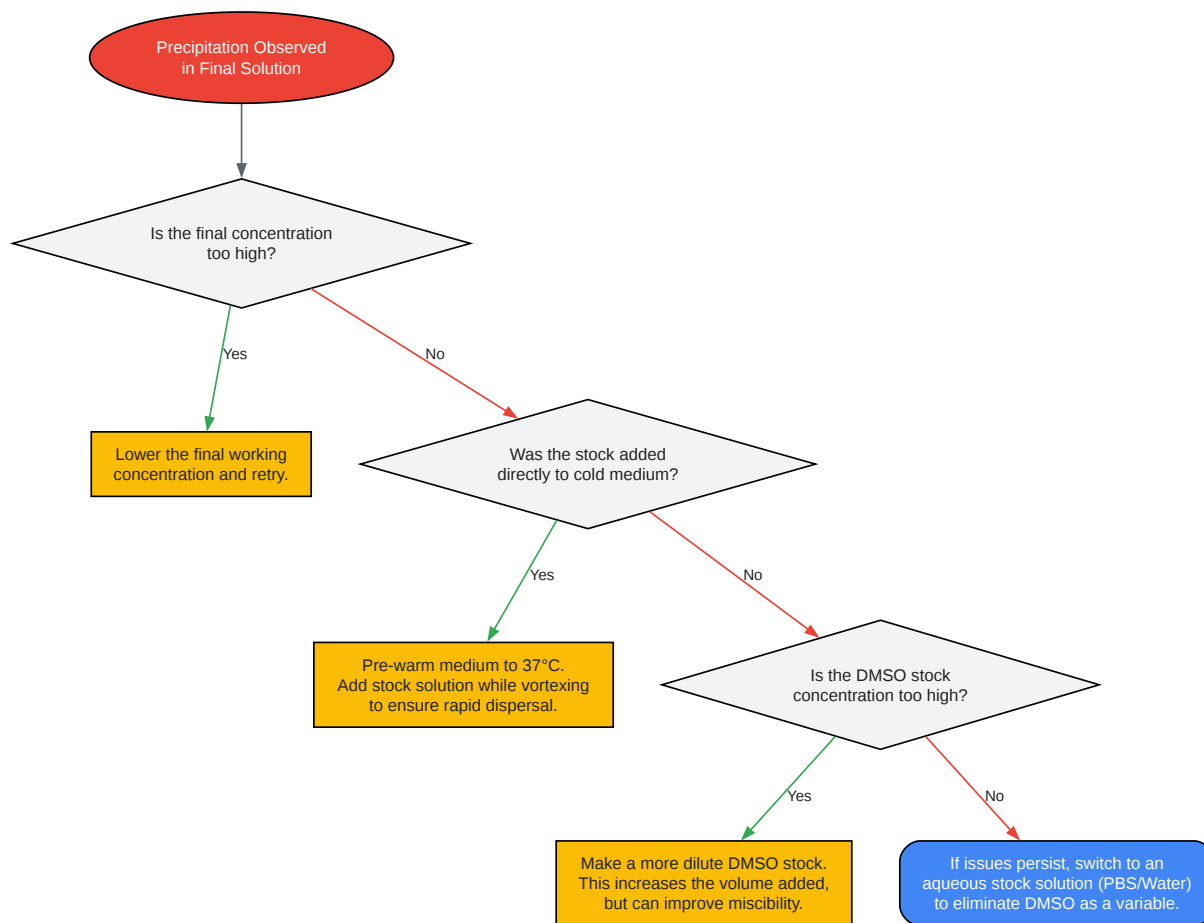 Precipitation Observed
in Final Solution
Is the final concentration
too high?
Yes
No
Lower the final working
concentration and retry.
Was the stock added
directly to cold medium?
Yes
No
Pre-warm medium to 37°C.
Add stock solution while vortexing
to ensure rapid dispersal.
Is the DMSO stock
concentration too high?
Yes
No
Make a more dilute DMSO stock.
This increases the volume added,
but can improve miscibility.
If issues persist, switch to an
aqueous stock solution (PBS/Water)
to eliminate DMSO as a variable.